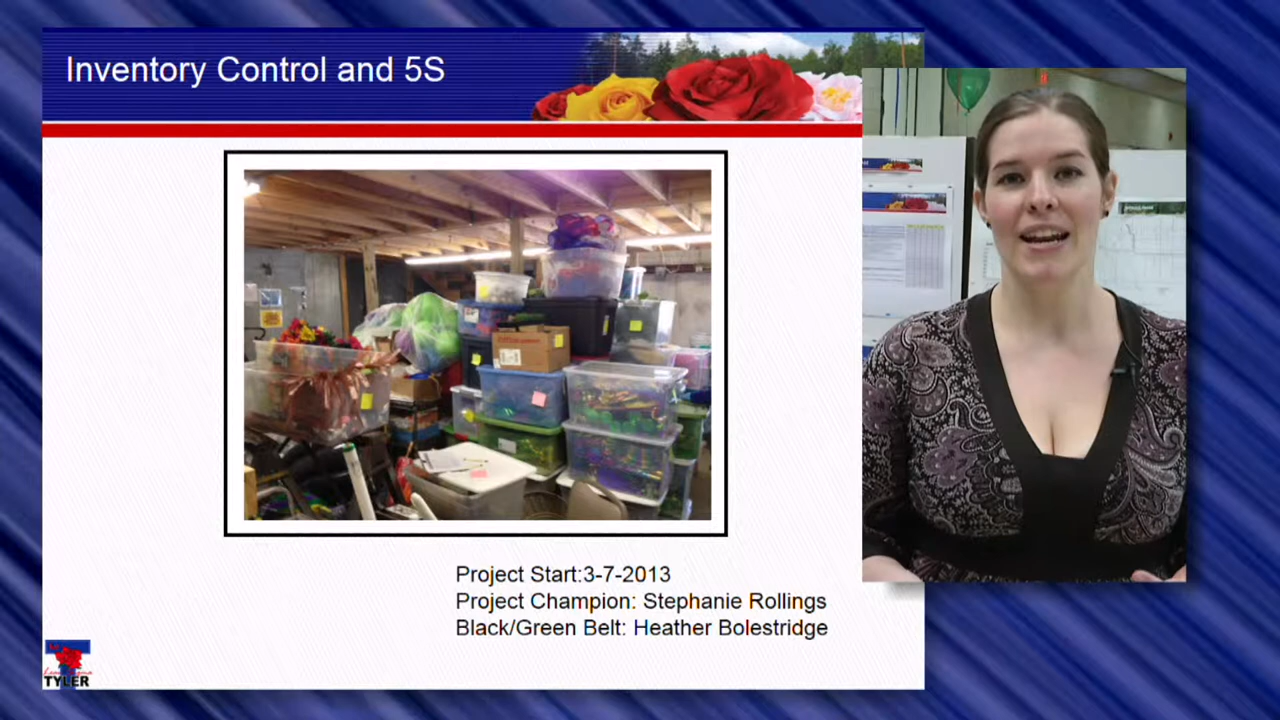 Inventory Control and 5S
Project Start:3-7-2013
Project Champion: Stephanie Rollings
Black/Green Belt: Heather Bolestridge
TYLER